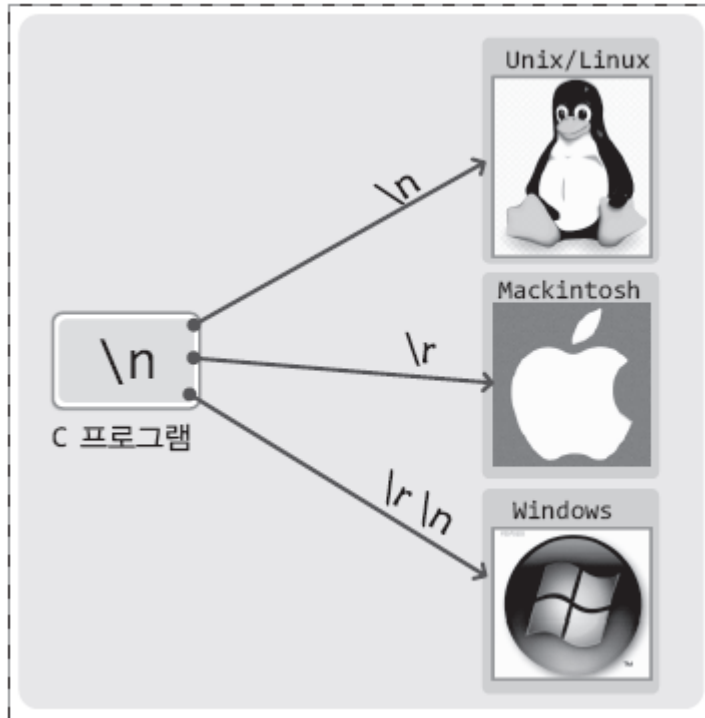 Unix/Linux
\n
Mackintosh
\r
\n
C 프로그램
\r \n
Windows